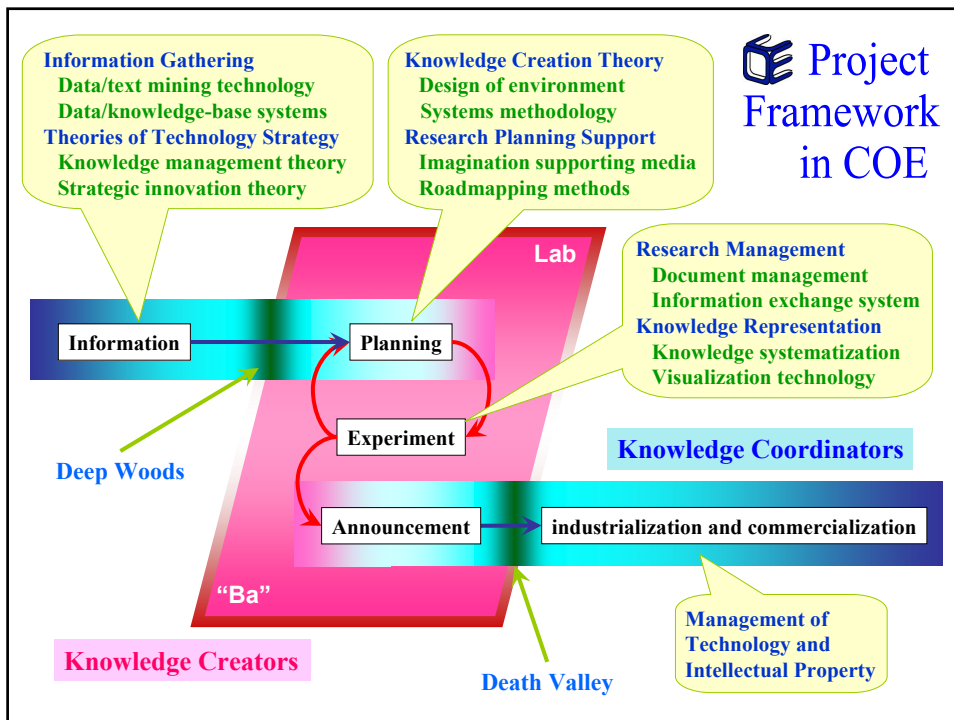 Project
Framework
in COE
Information Gathering
Data/text mining technology
Data/knowledge-base systems
Theories of Technology Strategy
Knowledge management theory
Strategic innovation theory
Knowledge Creation Theory
Design of environment
Systems methodology
Research Planning Support
Imagination supporting media
Roadmapping methods
Lab
Research Management
Document management
Information exchange system
Knowledge Representation
Knowledge systematization
Visualization technology
Information
Planning
Experiment
Deep Woods
Knowledge Coordinators
Announcement
industrialization and commercialization
“Ba”
Management of
Technology and
Intellectual Property
Knowledge Creators
Death Valley